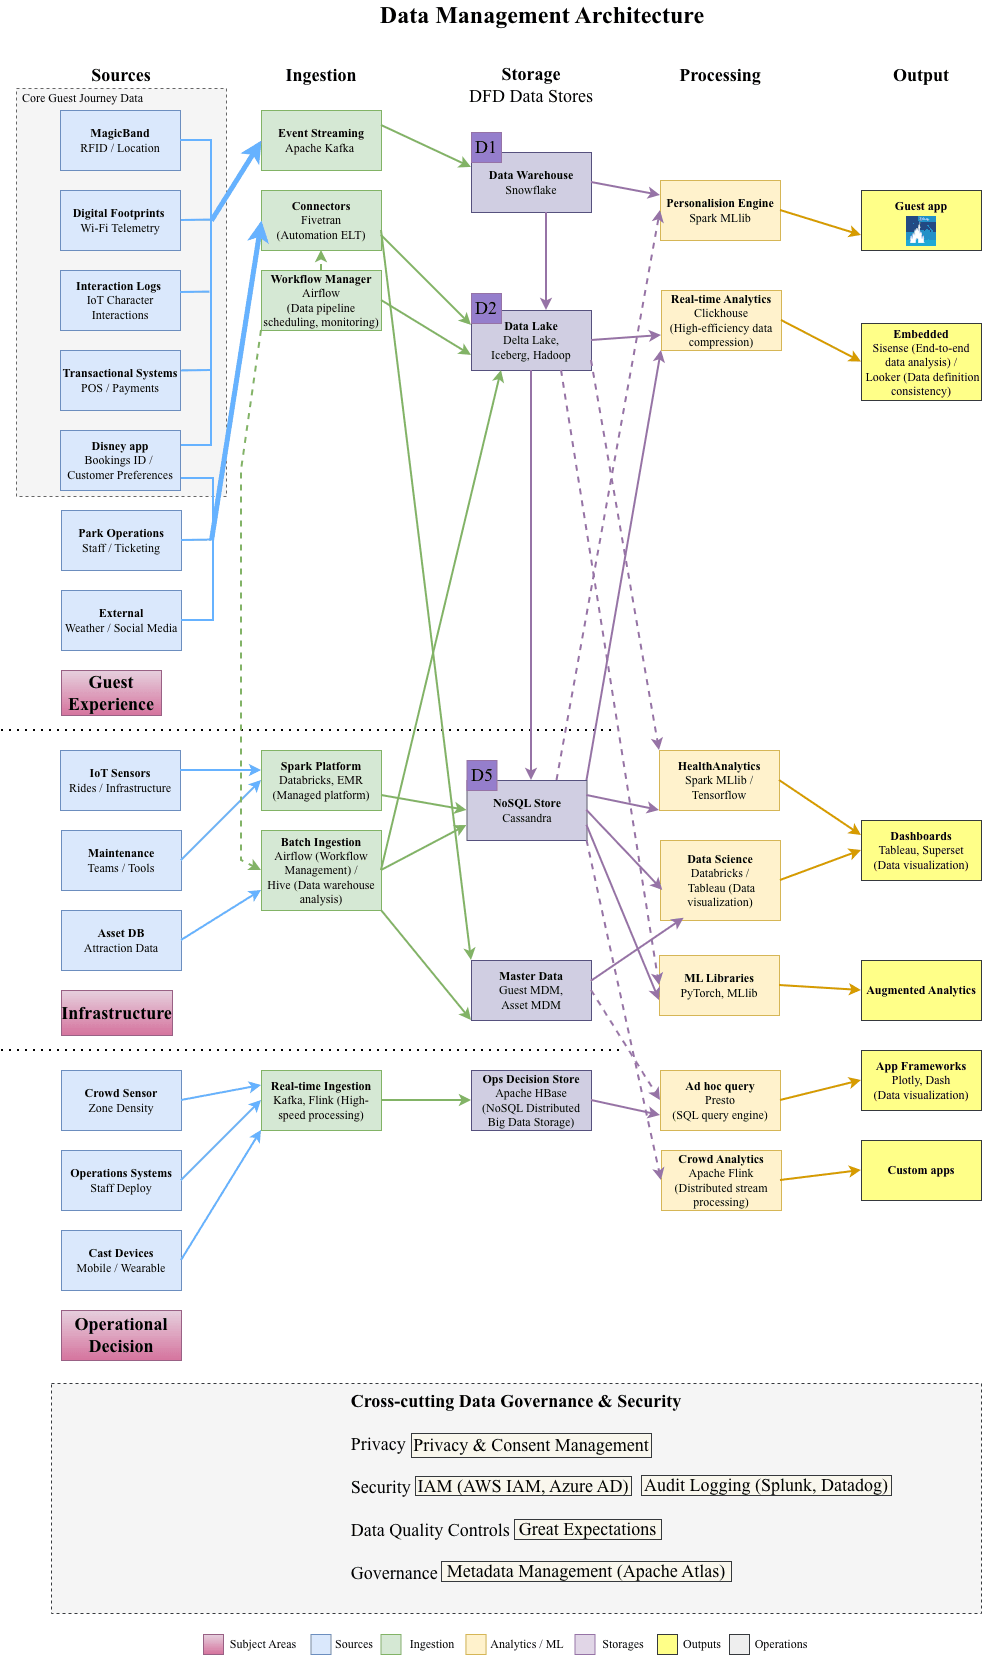 Data Management Architecture
Sources
Ingestion
Storage
DFD Data Stores
Processing
Output
Core Guest Journey Data
MagicBand
RFID / Location
Digital Footprints
Wi-Fi Telemetry
Interaction Logs
IoT Character
Interactions
Transactional Systems
POS / Payments
Disney app
Bookings ID /
Customer Preferences
Park Operations
Staff / Ticketing
External
Weather / Social Media
Guest
Experience
Event Streaming
Apache Kafka
Connectors
Fivetran
(Automation ELT)
Workflow Manager
Airflow
(Data pipeline
scheduling, monitoring)
D1
Data Warehouse
Snowflake
D2
Data Lake
Delta Lake,
Iceberg, Hadoop
Personalision Engine
Spark MLlib
Real-time Analytics
Clickhouse
(High-efficiency data
compression)
Guest app
Embedded
Sisense (End-to-end
data analysis) /
Looker (Data definition
consistency)
IoT Sensors
Rides / Infrastructure
Maintenance
Teams / Tools
Asset DB
Attraction Data
Infrastructure
Spark Platform
Databricks, EMR
(Managed platform)
Batch Ingestion
Airflow (Workflow
Management) /
Hive (Data warehouse
analysis)
D5
NoSQL Store
Cassandra
Master Data
Guest MDM,
Asset MDM
HealthAnalytics
Spark MLlib /
Tensorflow
Data Science
Databricks /
Tableau (Data
visualization)
ML Libraries
PyTorch, MLlib
Dashboards
Tableau, Superset
(Data visualization)
Augmented Analytics
Crowd Sensor
Zone Density
Operations Systems
Staff Deploy
Cast Devices
Mobile / Wearable
Operational
Decision
Real-time Ingestion
Kafka, Flink (High-
speed processing)
Ops Decision Store
Apache HBase
(NoSQL Distributed
Big Data Storage)
Ad hoc query
Presto
(SQL query engine)
Crowd Analytics
Apache Flink
(Distributed stream
processing)
App Frameworks
Plotly, Dash
(Data visualization)
Custom apps
Cross-cutting Data Governance & Security
Privacy Privacy & Consent Management
Security IAM (AWS IAM, Azure AD) Audit Logging (Splunk, Datadog)
Data Quality Controls Great Expectations
Governance Metadata Management (Apache Atlas)
Subject Areas Sources Ingestion Analytics / ML Storages Outputs Operations